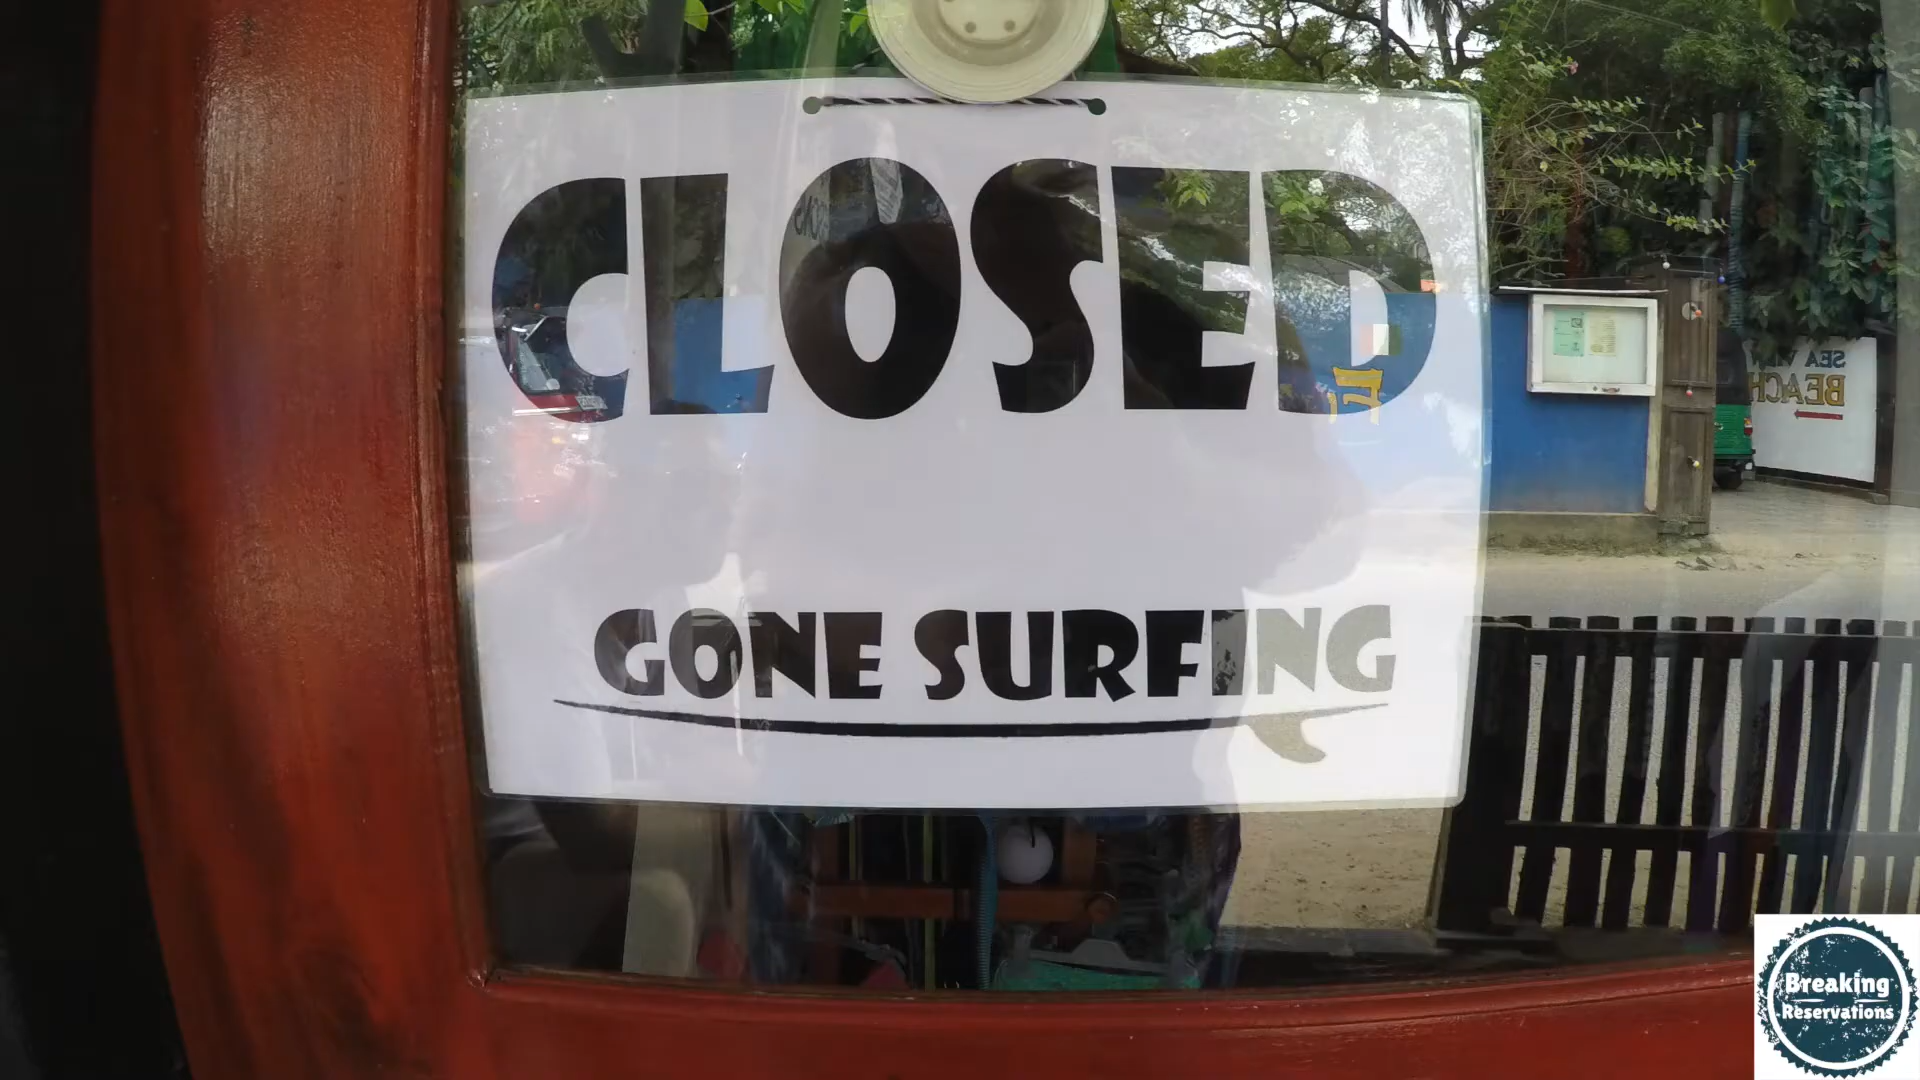 CLOSED
GONE SURFING
SEA VIEW
BEACH
Breaking
Reservations